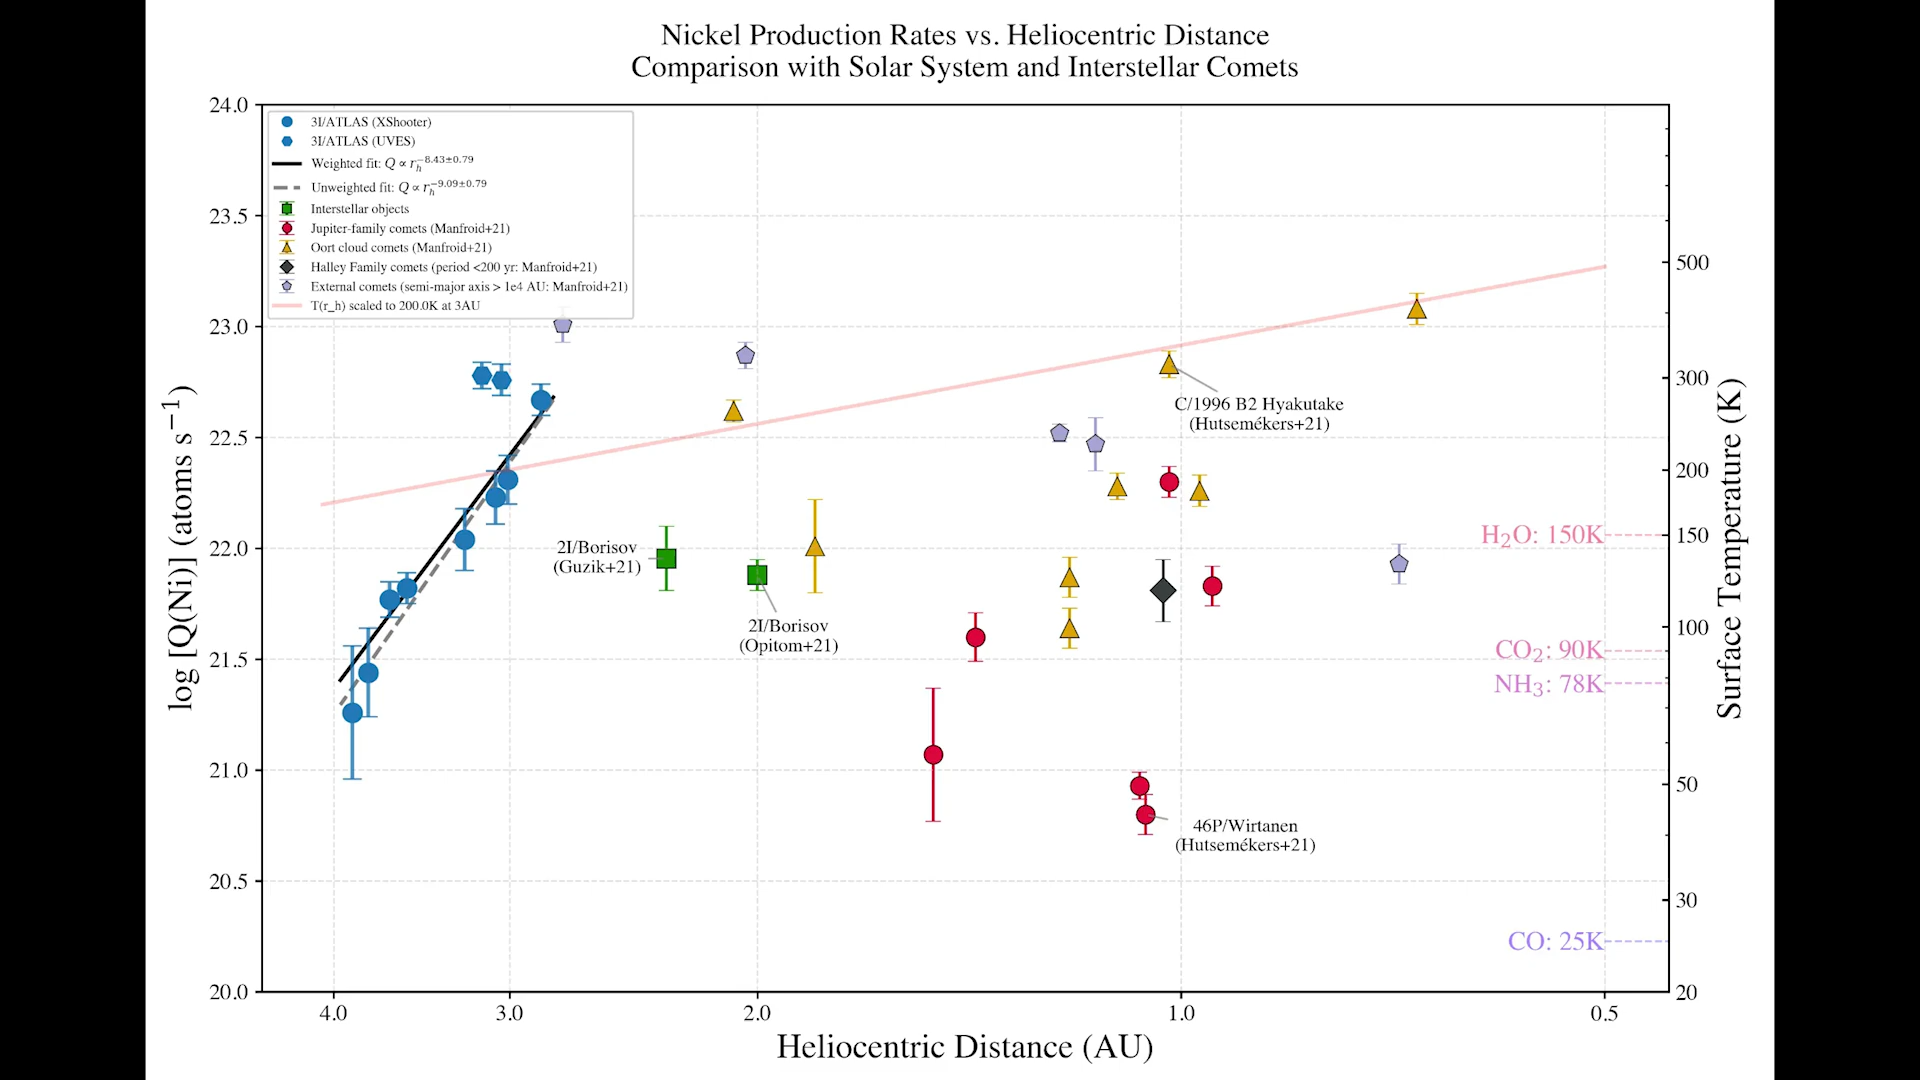 Nickel Production Rates vs. Heliocentric Distance
Comparison with Solar System and Interstellar Comets
3I/ATLAS (XShooter)
3I/ATLAS (UVES)
Weighted fit: Q ∝ r_h^−8.43±0.79
Unweighted fit: Q ∝ r_h^−9.09±0.79
Interstellar objects
Jupiter-family comets (Manfroid+21)
Oort cloud comets (Manfroid+21)
Halley Family comets (period <200 yr: Manfroid+21)
External comets (semi-major axis > 1e4 AU: Manfroid+21)
T(r_h) scaled to 200.0K at 3AU
log [Q(Ni)] (atoms s⁻¹)
24.0
23.5
23.0
22.5
22.0
21.5
21.0
20.5
20.0
C/1996 B2 Hyakutake
(Hutsemékers+21)
2I/Borisov
(Guzik+21)
2I/Borisov
(Opitom+21)
46P/Wirtanen
(Hutsemékers+21)
H₂O: 150K
CO₂: 90K
NH₃: 78K
CO: 25K
500
300
200
150
100
50
30
20
Surface Temperature (K)
4.0 3.0 2.0 1.0 0.5
Heliocentric Distance (AU)